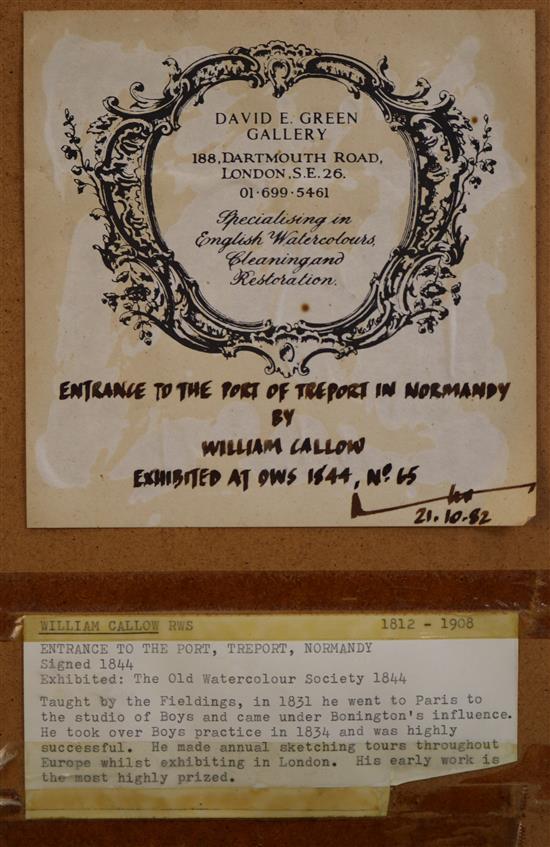 DAVID E. GREEN
GALLERY
188, DARTMOUTH ROAD,
LONDON, S.E. 26.
01·699·5461
Specialising in
English Watercolours,
Cleaning and
Restoration.
ENTRANCE TO THE PORT OF TREPORT IN NORMANDY
BY
WILLIAM CALLOW
EXHIBITED AT OWS 1844, No. 65
21.10.82
WILLIAM CALLOW RWS 1812 - 1908
ENTRANCE TO THE PORT, TREPORT, NORMANDY
Signed 1844
Exhibited: The Old Watercolour Society 1844
Taught by the Fieldings, in 1831 he went to Paris to
the studio of Boys and came under Bonington's influence.
He took over Boys practice in 1834 and was highly
successful. He made annual sketching tours throughout
Europe whilst exhibiting in London. His early work is
the most highly prized.